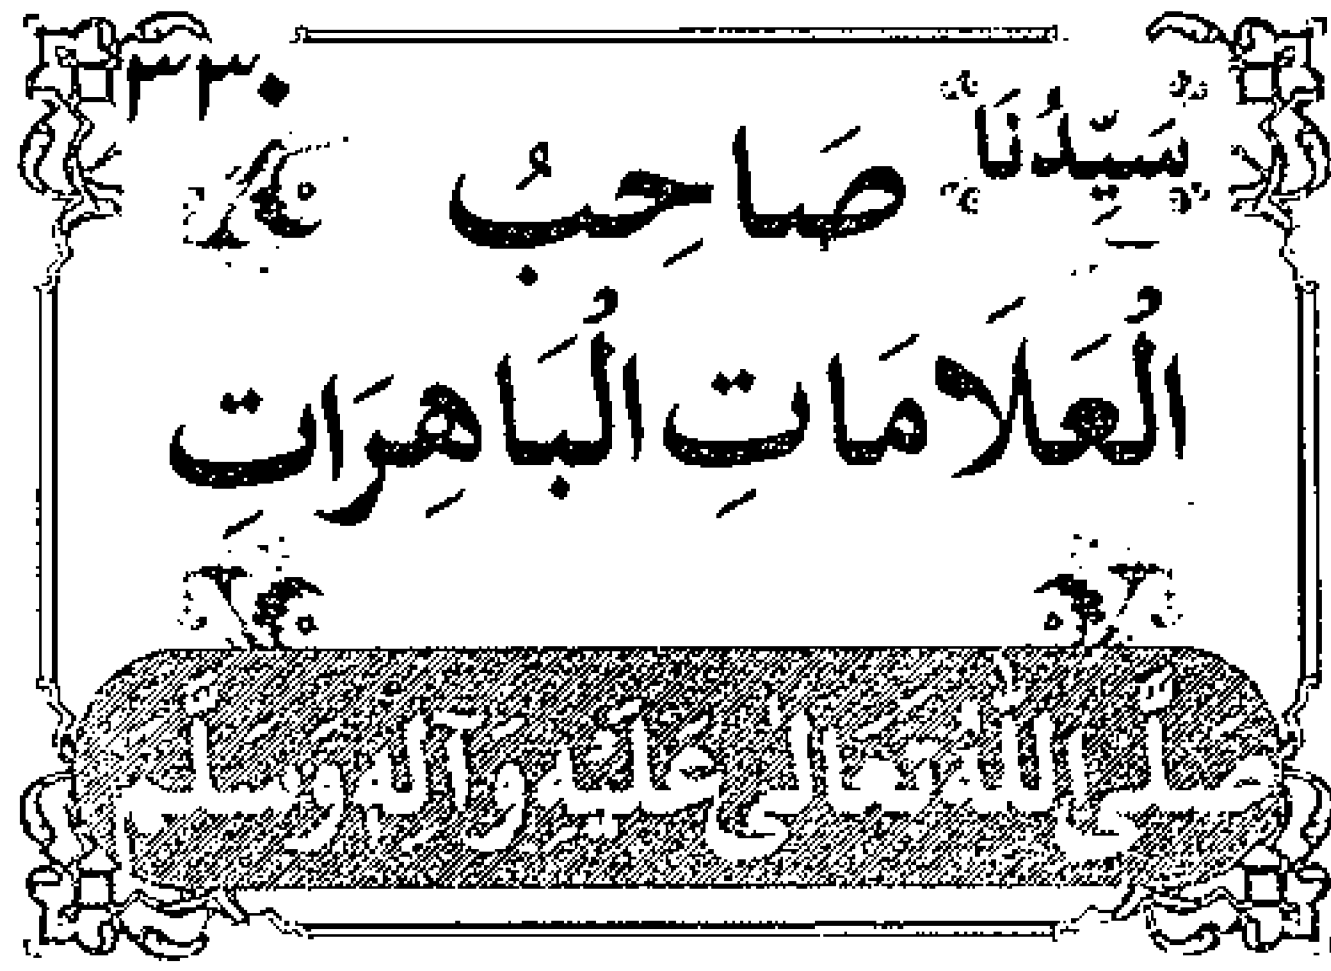 ٣٣٠
سَيِّدُنَا صَاحِبُ
الْعَلَامَاتِ الْبَاهِرَاتِ
صَلَّى اللّٰهُ تَعَالٰى عَلَيْهِ وَآلِهٖ وَسَلَّم